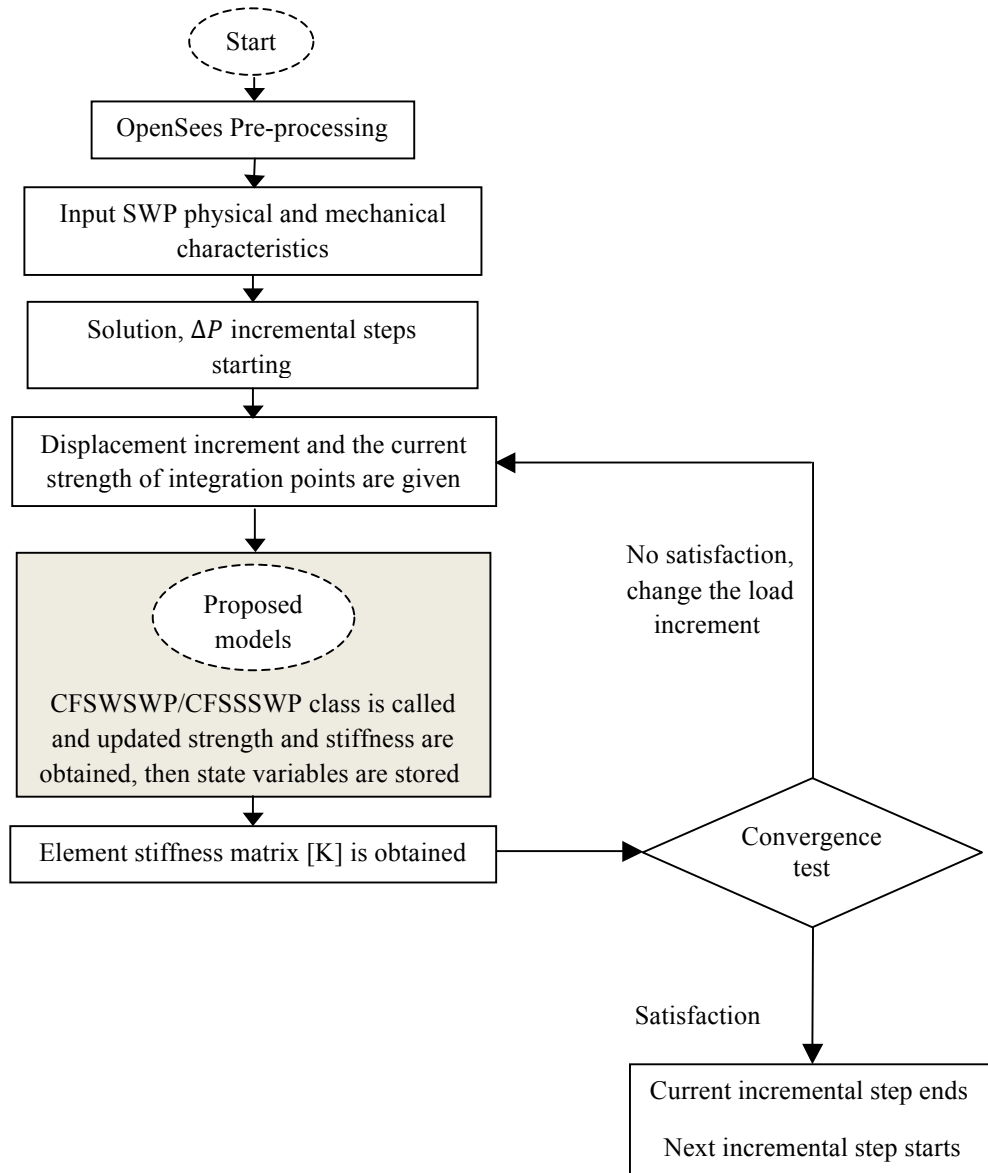 Start
OpenSees Pre-processing
Input SWP physical and mechanical
characteristics
Solution, Δ𝑃 incremental steps
starting
Displacement increment and the current
strength of integration points are given
No satisfaction,
change the load
increment
Proposed
models
CFSWSWP/CFSSSWP class is called
and updated strength and stiffness are
obtained, then state variables are stored
Element stiffness matrix [K] is obtained
Convergence
test
Satisfaction
Current incremental step ends
Next incremental step starts